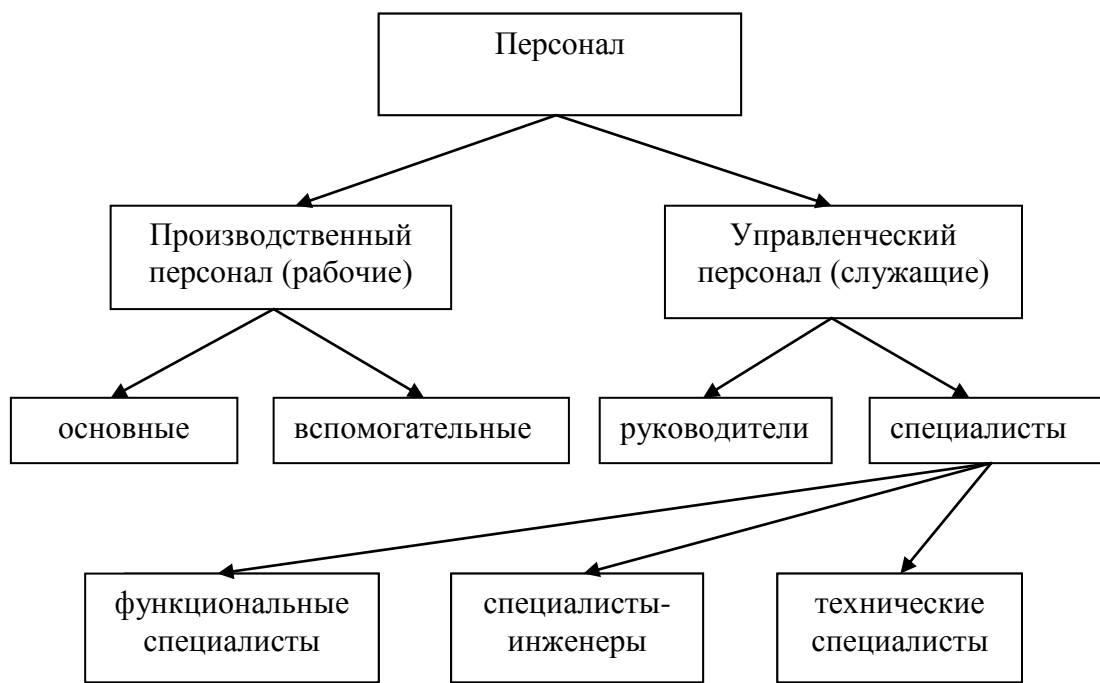 Персонал
Производственный
персонал (рабочие)
Управленческий
персонал (служащие)
основные
вспомогательные
руководители
специалисты
функциональные
специалисты
специалисты-
инженеры
технические
специалисты